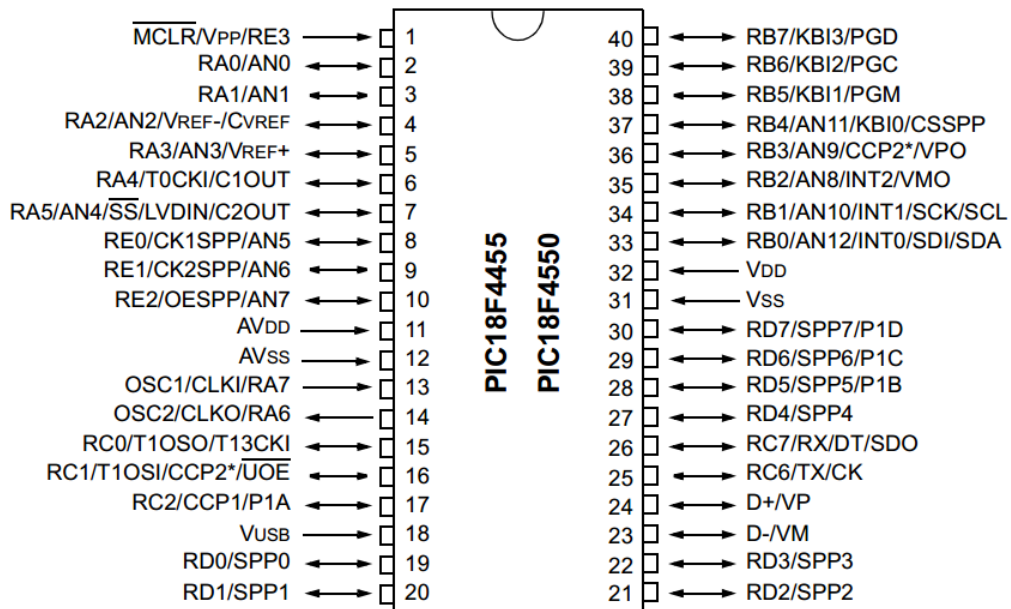 MCLR/VPP/RE3 1
RA0/AN0 2
RA1/AN1 3
RA2/AN2/VREF-/CVREF 4
RA3/AN3/VREF+ 5
RA4/T0CKI/C1OUT 6
RA5/AN4/SS/LVDIN/C2OUT 7
RE0/CK1SPP/AN5 8
RE1/CK2SPP/AN6 9
RE2/OESPP/AN7 10
AVDD 11
AVSS 12
OSC1/CLKI/RA7 13
OSC2/CLKO/RA6 14
RC0/T1OSO/T13CKI 15
RC1/T1OSI/CCP2*/UOE 16
RC2/CCP1/P1A 17
VUSB 18
RD0/SPP0 19
RD1/SPP1 20
PIC18F4455
PIC18F4550
40 RB7/KBI3/PGD
39 RB6/KBI2/PGC
38 RB5/KBI1/PGM
37 RB4/AN11/KBI0/CSSPP
36 RB3/AN9/CCP2*/VPO
35 RB2/AN8/INT2/VMO
34 RB1/AN10/INT1/SCK/SCL
33 RB0/AN12/INT0/SDI/SDA
32 VDD
31 VSS
30 RD7/SPP7/P1D
29 RD6/SPP6/P1C
28 RD5/SPP5/P1B
27 RD4/SPP4
26 RC7/RX/DT/SDO
25 RC6/TX/CK
24 D+/VP
23 D-/VM
22 RD3/SPP3
21 RD2/SPP2